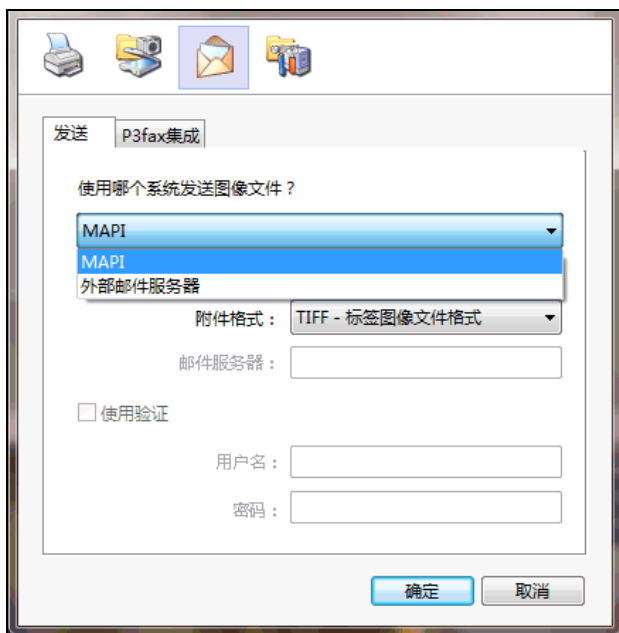 发送
P3fax集成
使用哪个系统发送图像文件？
MAPI
MAPI
外部邮件服务器
附件格式： TIFF - 标签图像文件格式
邮件服务器：
使用验证
用户名：
密码：
确定 取消